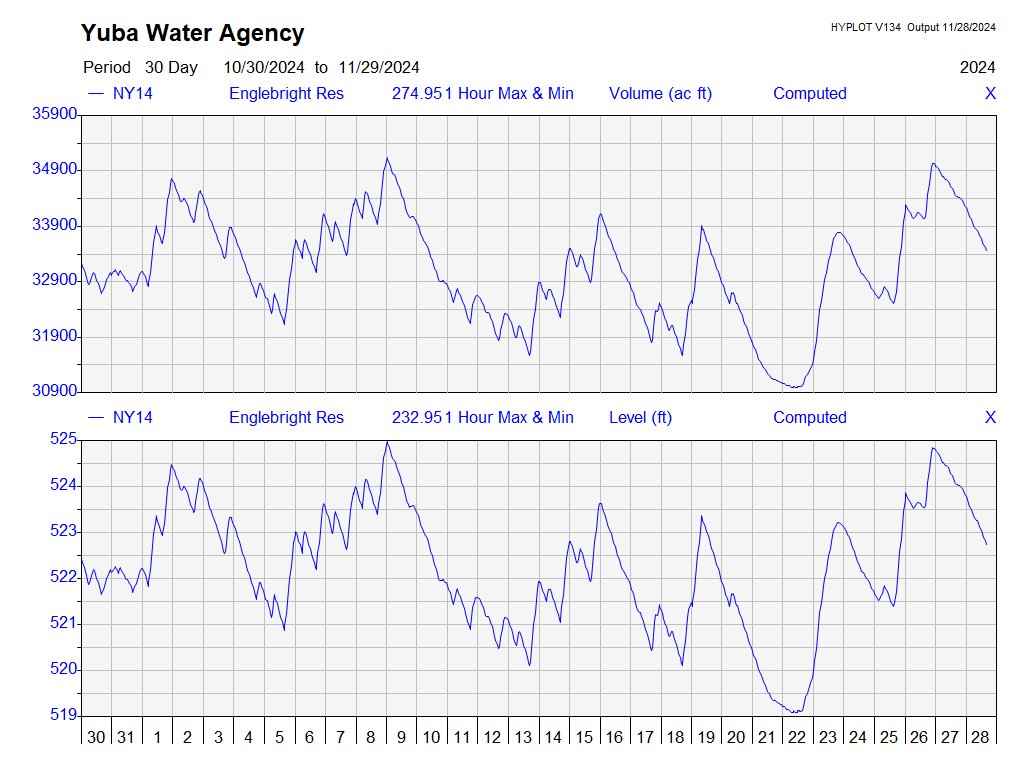 Yuba Water Agency
HYPLOT V134 Output 11/28/2024
Period 30 Day 10/30/2024 to 11/29/2024 2024
NY14 Englebright Res 274.951 Hour Max & Min Volume (ac ft) Computed X
35900
34900
33900
32900
31900
30900
NY14 Englebright Res 232.951 Hour Max & Min Level (ft) Computed X
525
524
523
522
521
520
519
30 31 1 2 3 4 5 6 7 8 9 10 11 12 13 14 15 16 17 18 19 20 21 22 23 24 25 26 27 28